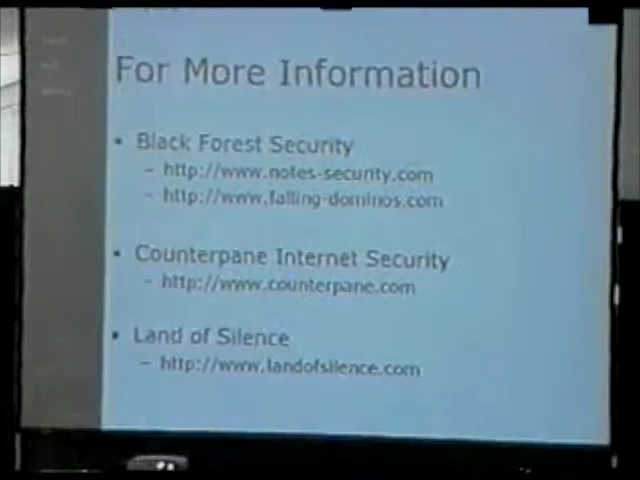 For More Information
• Black Forest Security
– http://www.notes-security.com
– http://www.falling-dominos.com
• Counterpane Internet Security
– http://www.counterpane.com
• Land of Silence
– http://www.landofsilence.com